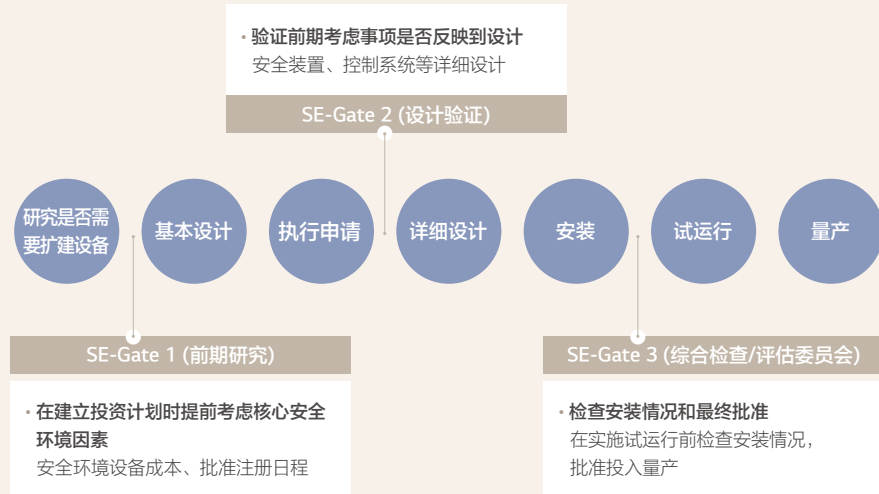 · 验证前期考虑事项是否反映到设计
安全装置、控制系统等详细设计
SE-Gate 2 (设计验证)
研究是否需
要扩建设备
基本设计
执行申请
详细设计
安装
试运行
量产
SE-Gate 1 (前期研究)
· 在建立投资计划时提前考虑核心安全
环境因素
安全环境设备成本、批准注册日程
SE-Gate 3 (综合检查/评估委员会)
· 检查安装情况和最终批准
在实施试运行前检查安装情况，
批准投入量产